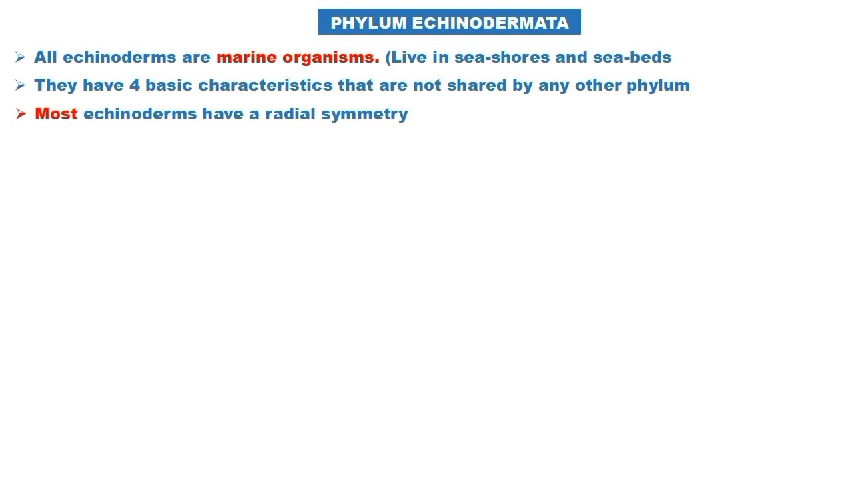 PHYLUM ECHINODERMATA
➢ All echinoderms are marine organisms. (Live in sea-shores and sea-beds
➢ They have 4 basic characteristics that are not shared by any other phylum
➢ Most echinoderms have a radial symmetry